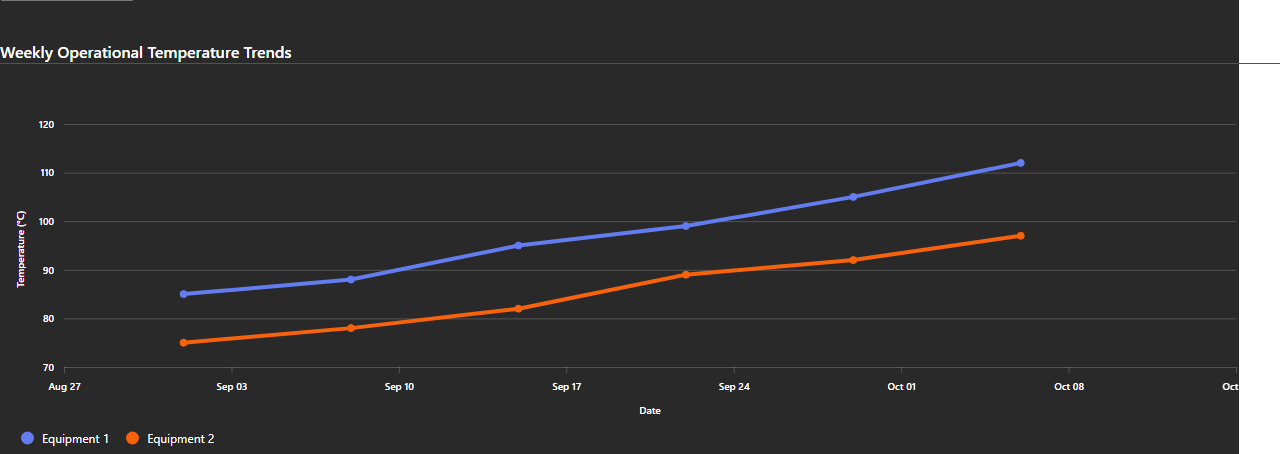 Weekly Operational Temperature Trends
120
110
100
90
80
70
Temperature (°C)
Aug 27 Sep 03 Sep 10 Sep 17 Sep 24 Oct 01 Oct 08 Oct
Date
Equipment 1 Equipment 2